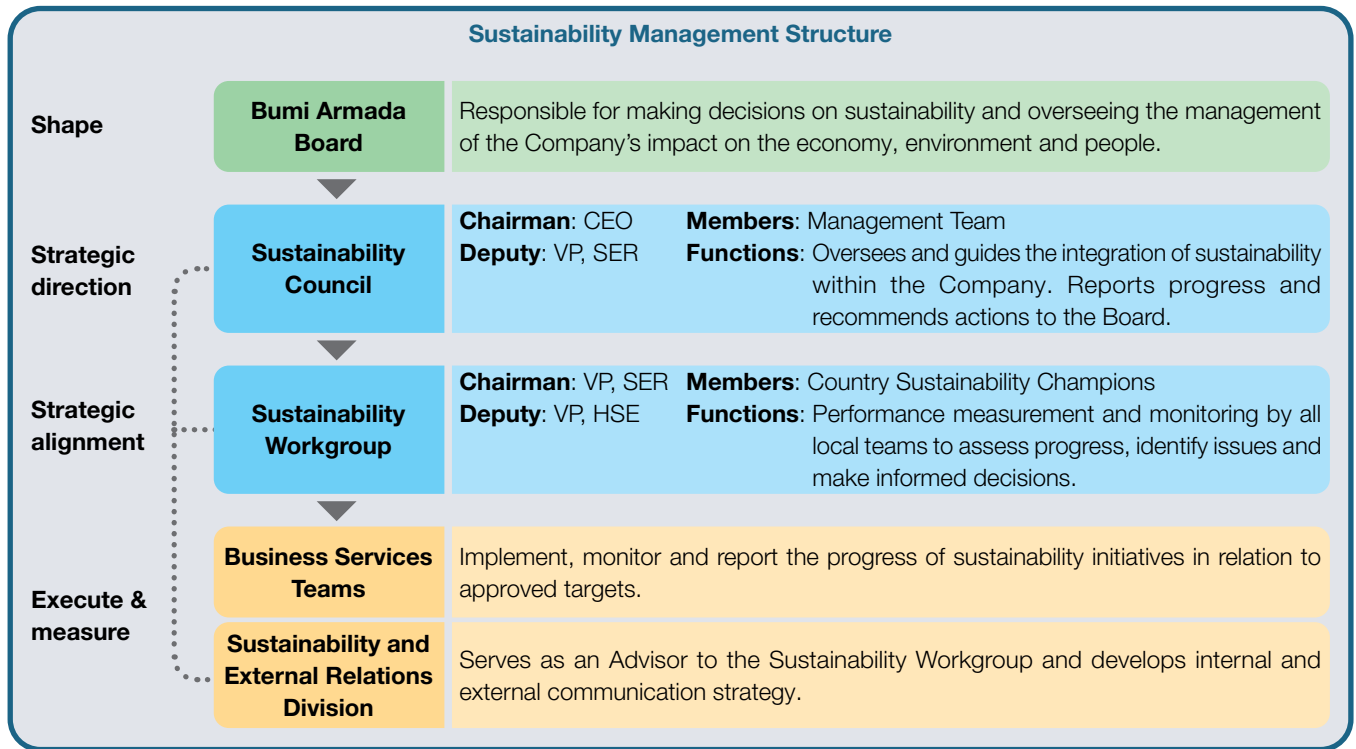 Sustainability Management Structure
Shape
Bumi Armada
Board
Responsible for making decisions on sustainability and overseeing the management
of the Company’s impact on the economy, environment and people.
Strategic
direction
Sustainability
Council
Chairman: CEO
Deputy: VP, SER
Members: Management Team
Functions: Oversees and guides the integration of sustainability
within the Company. Reports progress and
recommends actions to the Board.
Strategic
alignment
Sustainability
Workgroup
Chairman: VP, SER
Deputy: VP, HSE
Members: Country Sustainability Champions
Functions: Performance measurement and monitoring by all
local teams to assess progress, identify issues and
make informed decisions.
Execute &
measure
Business Services
Teams
Implement, monitor and report the progress of sustainability initiatives in relation to
approved targets.
Sustainability and
External Relations
Division
Serves as an Advisor to the Sustainability Workgroup and develops internal and
external communication strategy.